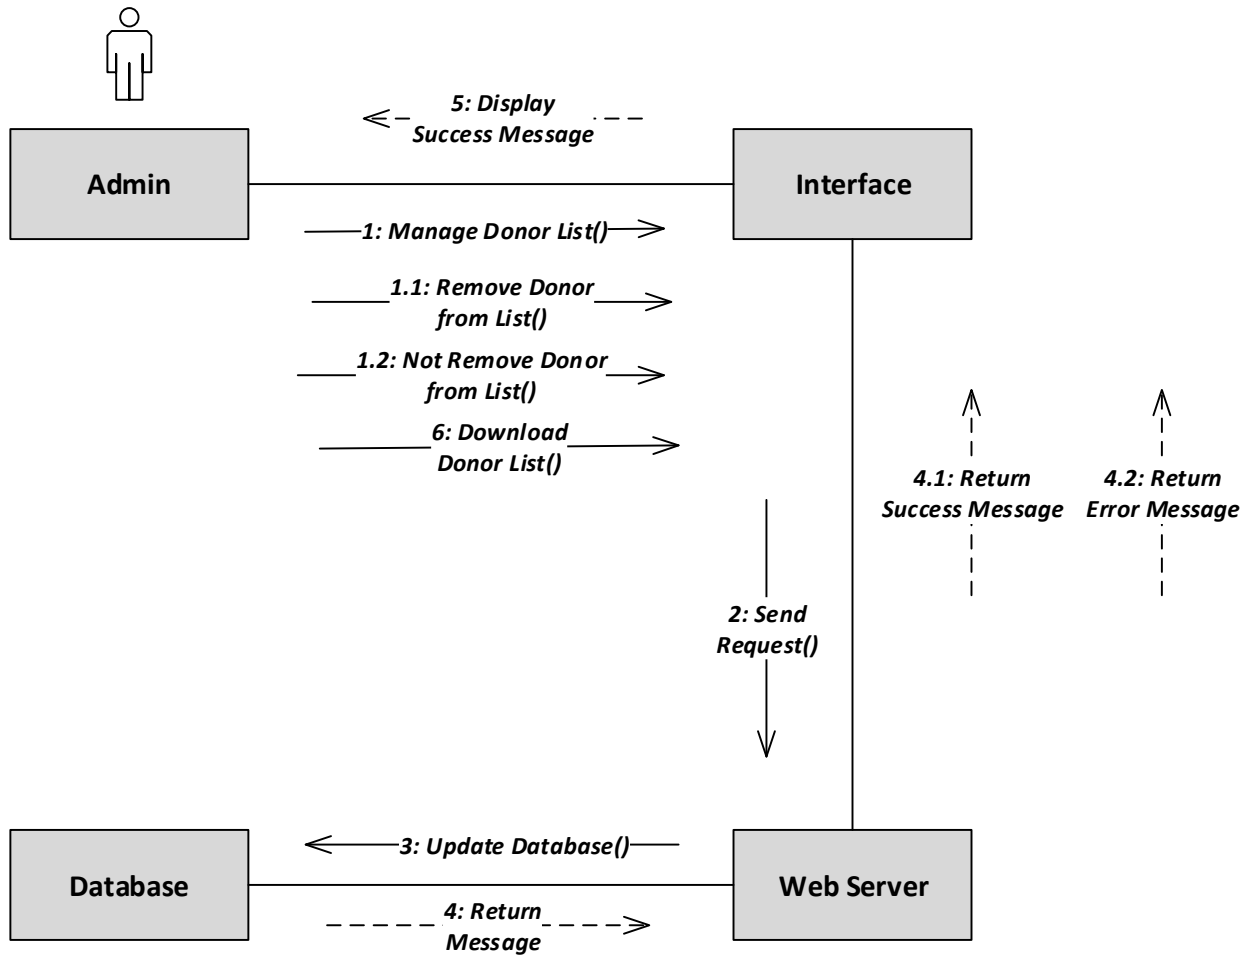 5: Display
Success Message
Admin
Interface
1: Manage Donor List()
1.1: Remove Donor
from List()
1.2: Not Remove Donor
from List()
6: Download
Donor List()
4.1: Return
Success Message
4.2: Return
Error Message
2: Send
Request()
3: Update Database()
Database
Web Server
4: Return
Message